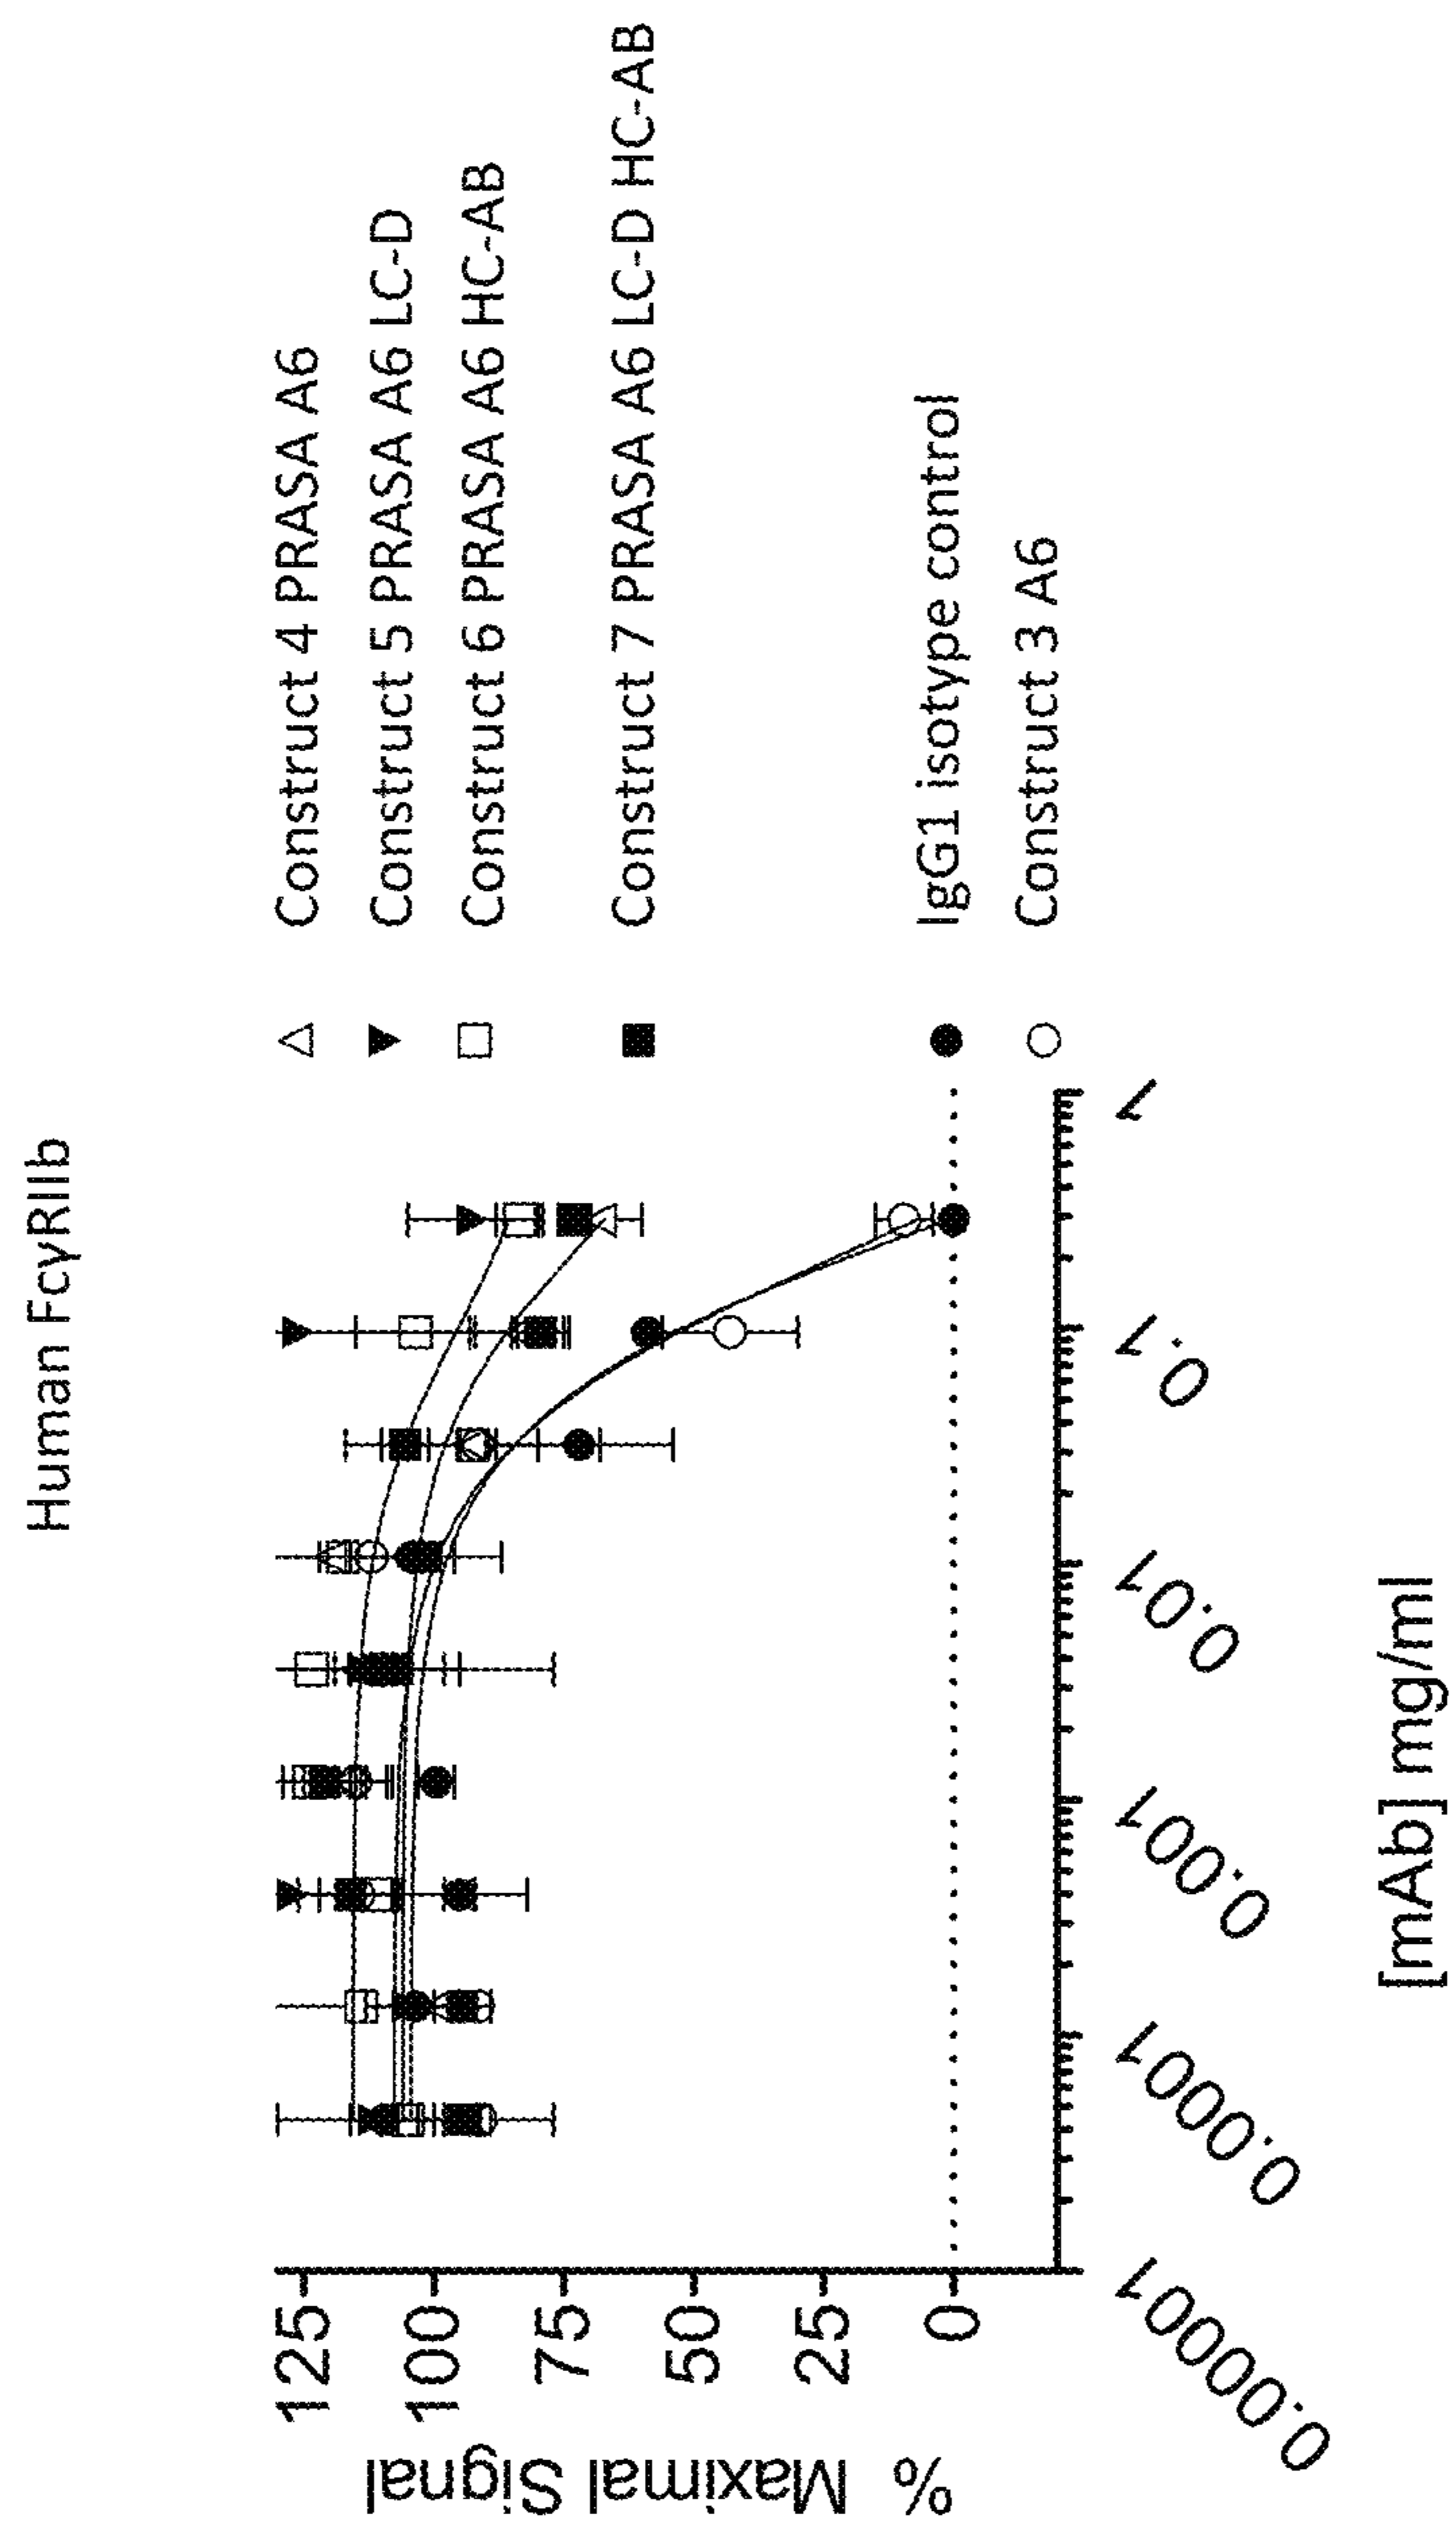 Human FcγRIIb
% Maximal Signal
125
100
75
50
25
0
0.00001
0.0001
0.001
0.01
0.1
1
[mAb] mg/ml
Construct 4 PRASA A6
Construct 5 PRASA A6 LC-D
Construct 6 PRASA A6 HC-AB
Construct 7 PRASA A6 LC-D HC-AB
IgG1 isotype control
Construct 3 A6